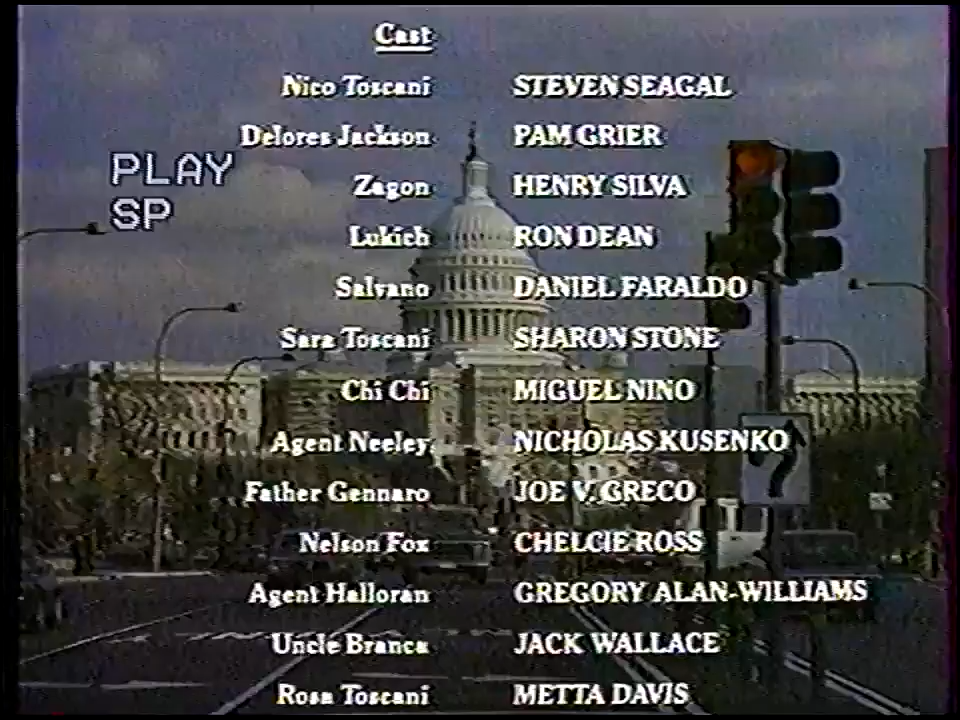 Cast
Nico Toscani STEVEN SEAGAL
Delores Jackson PAM GRIER
PLAY
Zagon HENRY SILVA
SP
Lukich RON DEAN
Salvano DANIEL FARALDO
Sara Toscani SHARON STONE
Chi Chi MIGUEL NINO
Agent Neeley NICHOLAS KUSENKO
Father Gennaro JOE V. GRECO
Nelson Fox CHELCIE ROSS
Agent Halloran GREGORY ALAN-WILLIAMS
Uncle Branca JACK WALLACE
Rosa Toscani METTA DAVIS